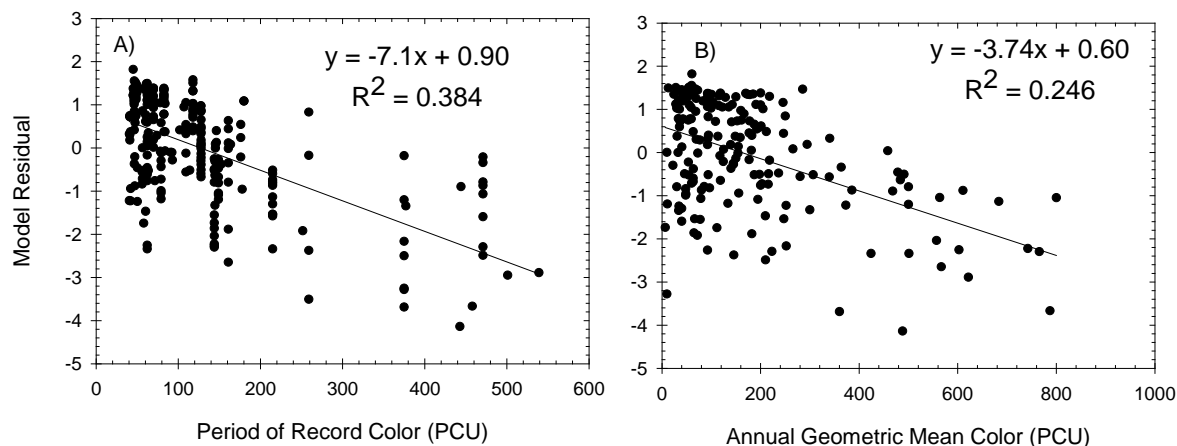 A)
y = -7.1x + 0.90
R2 = 0.384
Model Residual
3
2
1
0
-1
-2
-3
-4
-5
0 100 200 300 400 500 600
Period of Record Color (PCU)
B)
y = -3.74x + 0.60
R2 = 0.246
3
2
1
0
-1
-2
-3
-4
-5
0 200 400 600 800 1000
Annual Geometric Mean Color (PCU)